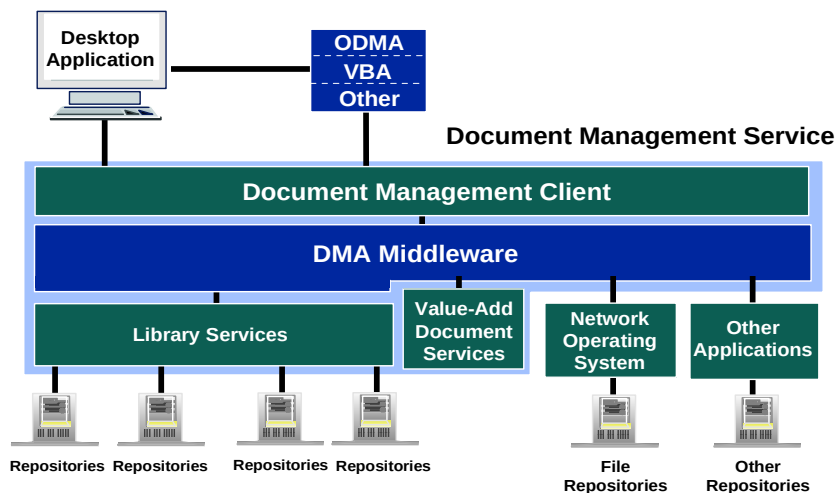 Desktop
Application
ODMA
VBA
Other
Document Management Service
Document Management Client
DMA Middleware
Library Services
Value-Add
Document
Services
Network
Operating
System
Other
Applications
Repositories
Repositories
Repositories
Repositories
File
Repositories
Other
Repositories